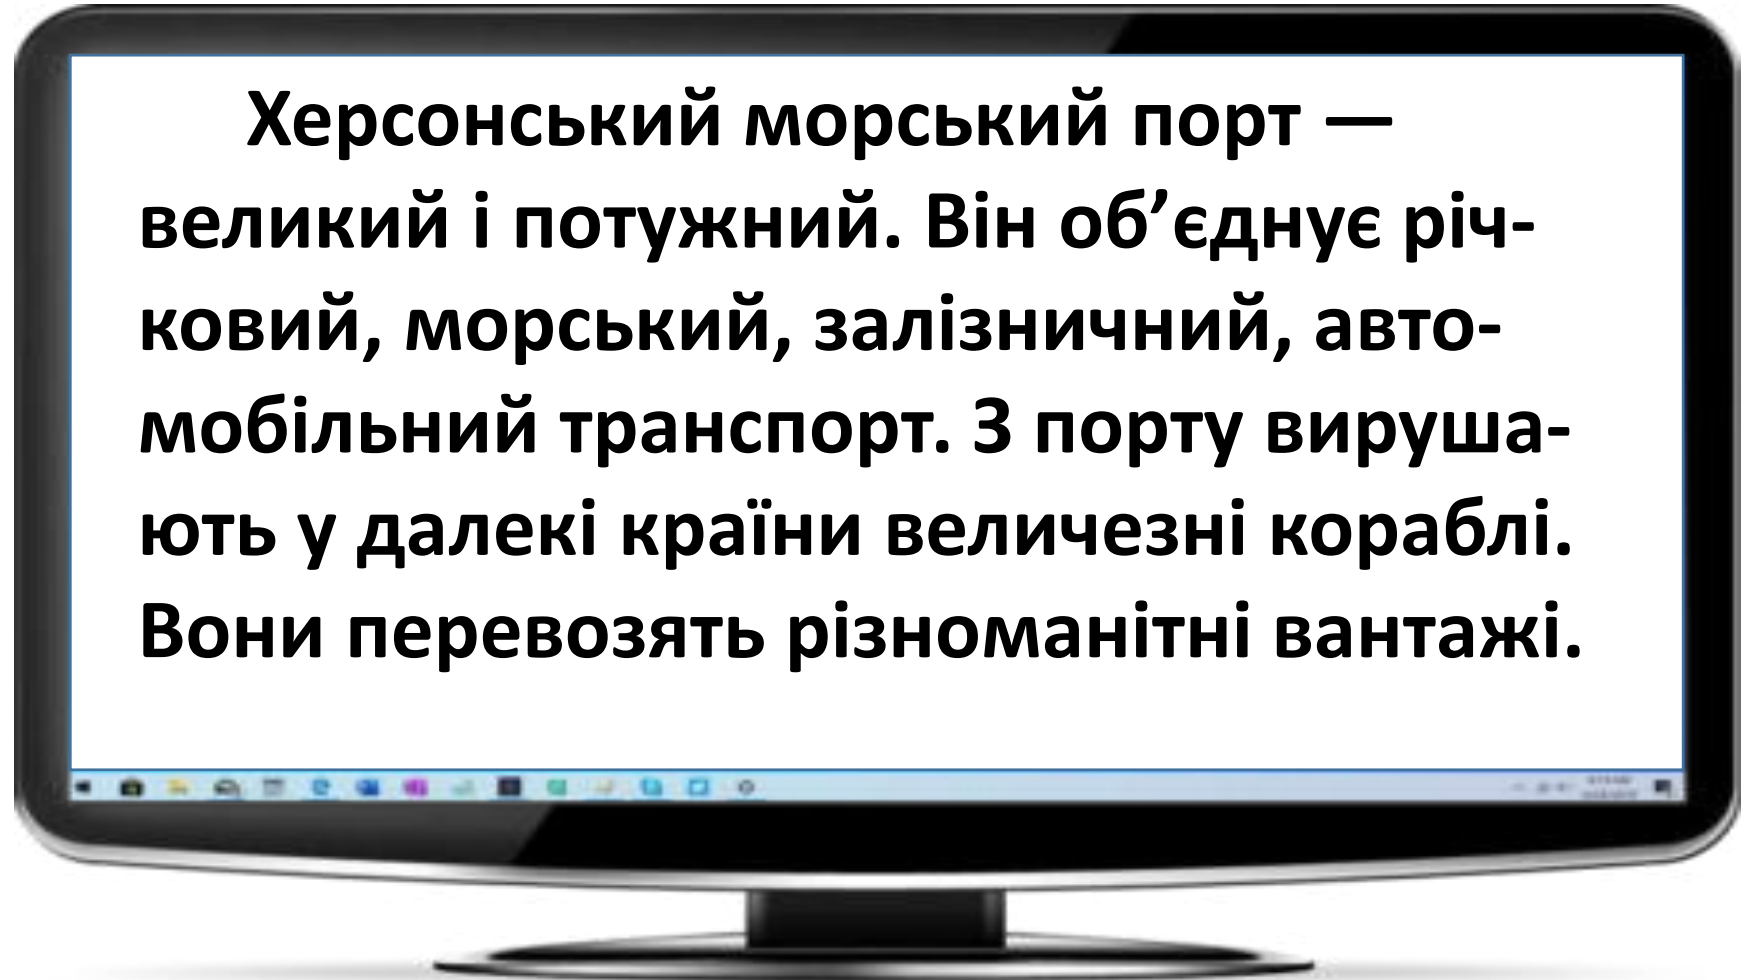 Херсонський морський порт —
великий і потужний. Він об’єднує річ-
ковий, морський, залізничний, авто-
мобільний транспорт. З порту вируша-
ють у далекі країни величезні кораблі.
Вони перевозять різноманітні вантажі.